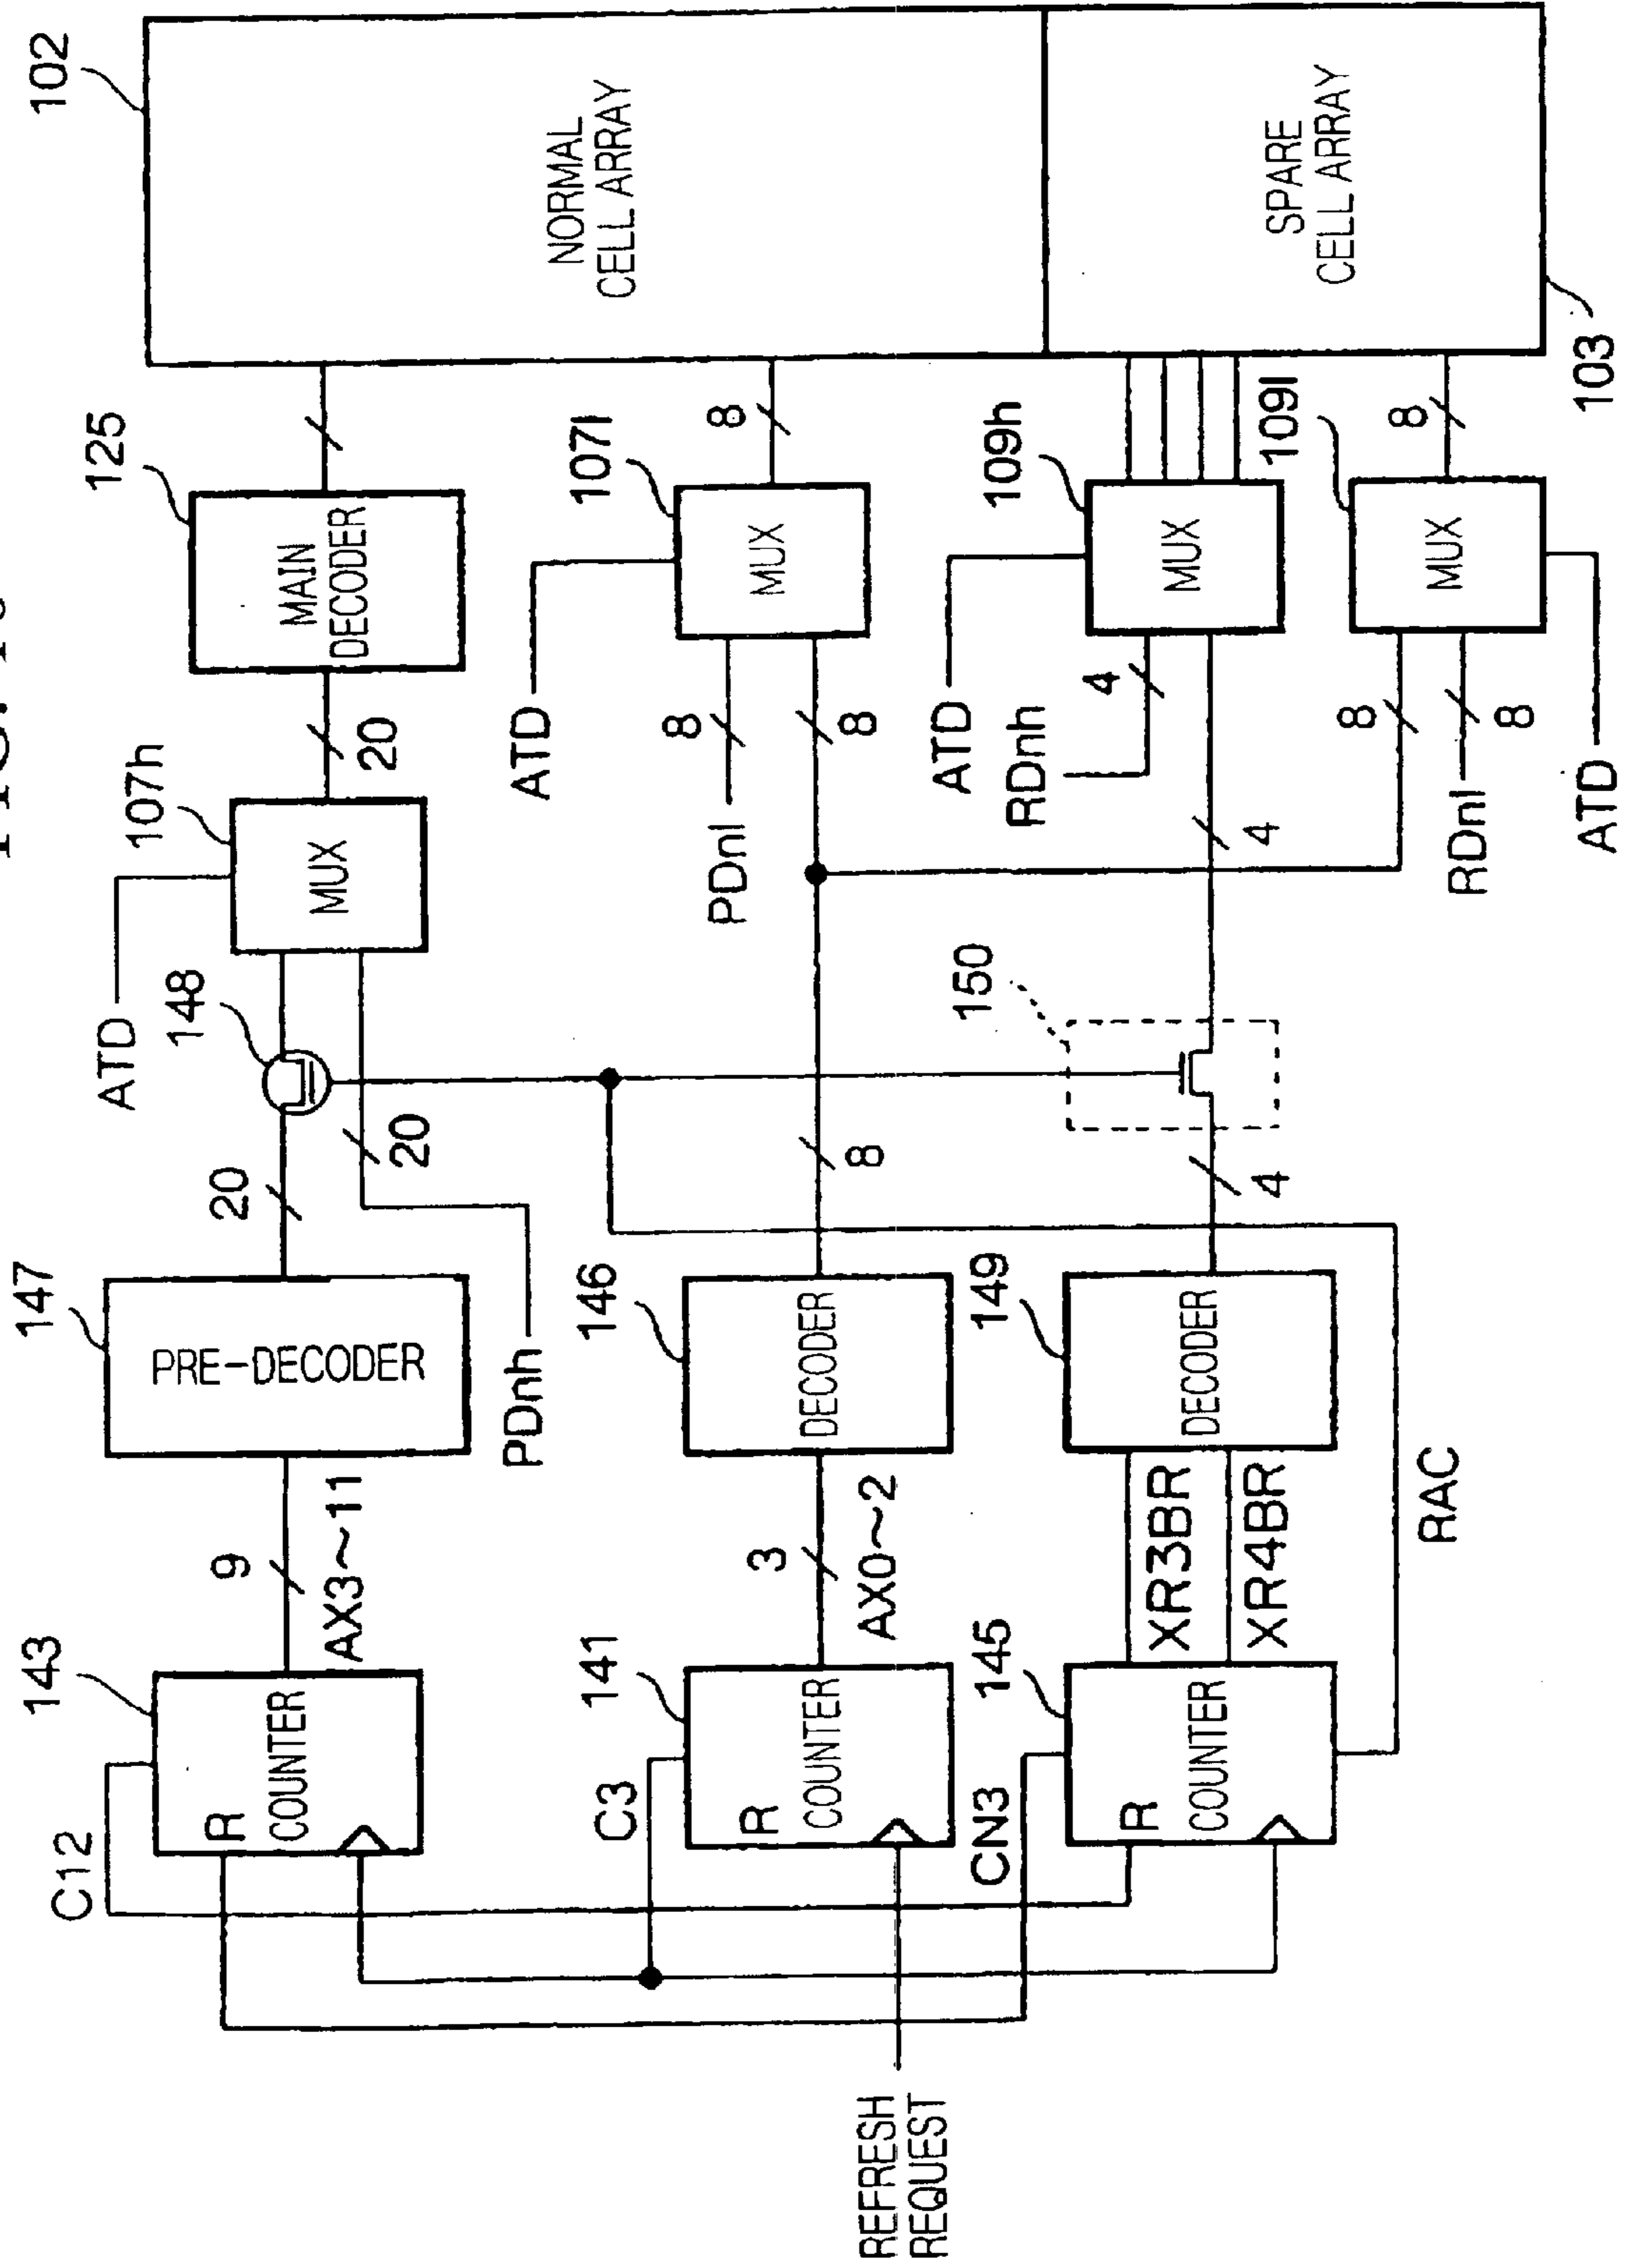 102
NORMAL
CELL ARRAY
SPARE
CELL ARRAY
103
125
MAIN
DECODER
20
107h
MUX
ATD
148
20
20
PDnh
147
PRE-DECODER
9
AX3~11
143
R
COUNTER
C12
107l
MUX
8
ATD
8
PDnl
8
8
146
DECODER
3
AX0~2
141
R
COUNTER
C3
REFRESH
REQUEST
109h
MUX
ATD
RDnh
4
4
150
4
149
DECODER
XR3BR
XR4BR
145
R
COUNTER
CN3
RAC
109l
MUX
8
8
8
RDnl
ATD